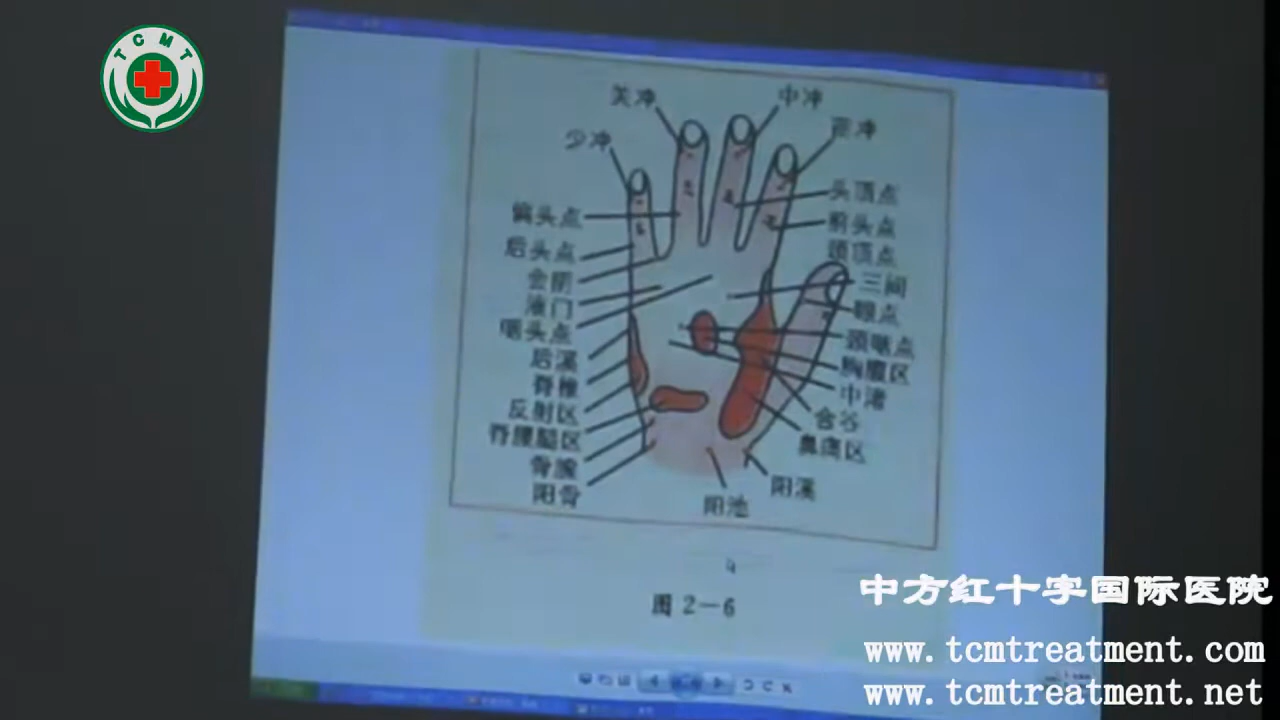 TCMT
关冲
中冲
少冲
商冲
头顶点
偏头点
前头点
后头点
颈顶点
会阴
三间
液门
眼点
咽头点
颈咽点
后溪
胸腹区
脊椎
中渚
反射区
合谷
脊腰腿区
鼻痛区
骨腕
阳溪
阳骨
阳池
图 2-6
中方红十字国际医院
www.tcmtreatment.com
www.tcmtreatment.net